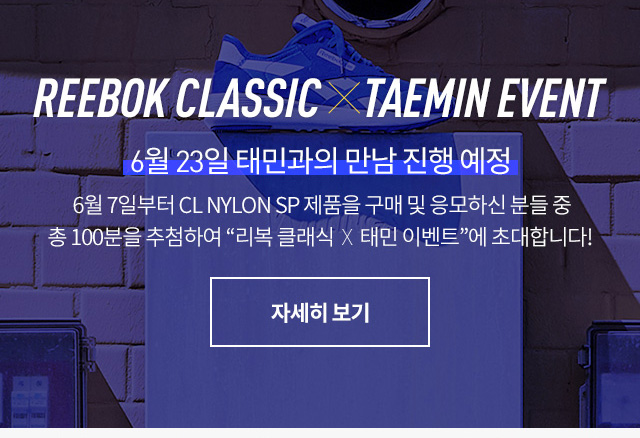 REEBOK CLASSIC X TAEMIN EVENT
6월 23일 태민과의 만남 진행 예정
6월 7일부터 CL NYLON SP 제품을 구매 및 응모하신 분들 중
총 100분을 추첨하여 “리복 클래식 X 태민 이벤트”에 초대합니다!
자세히 보기